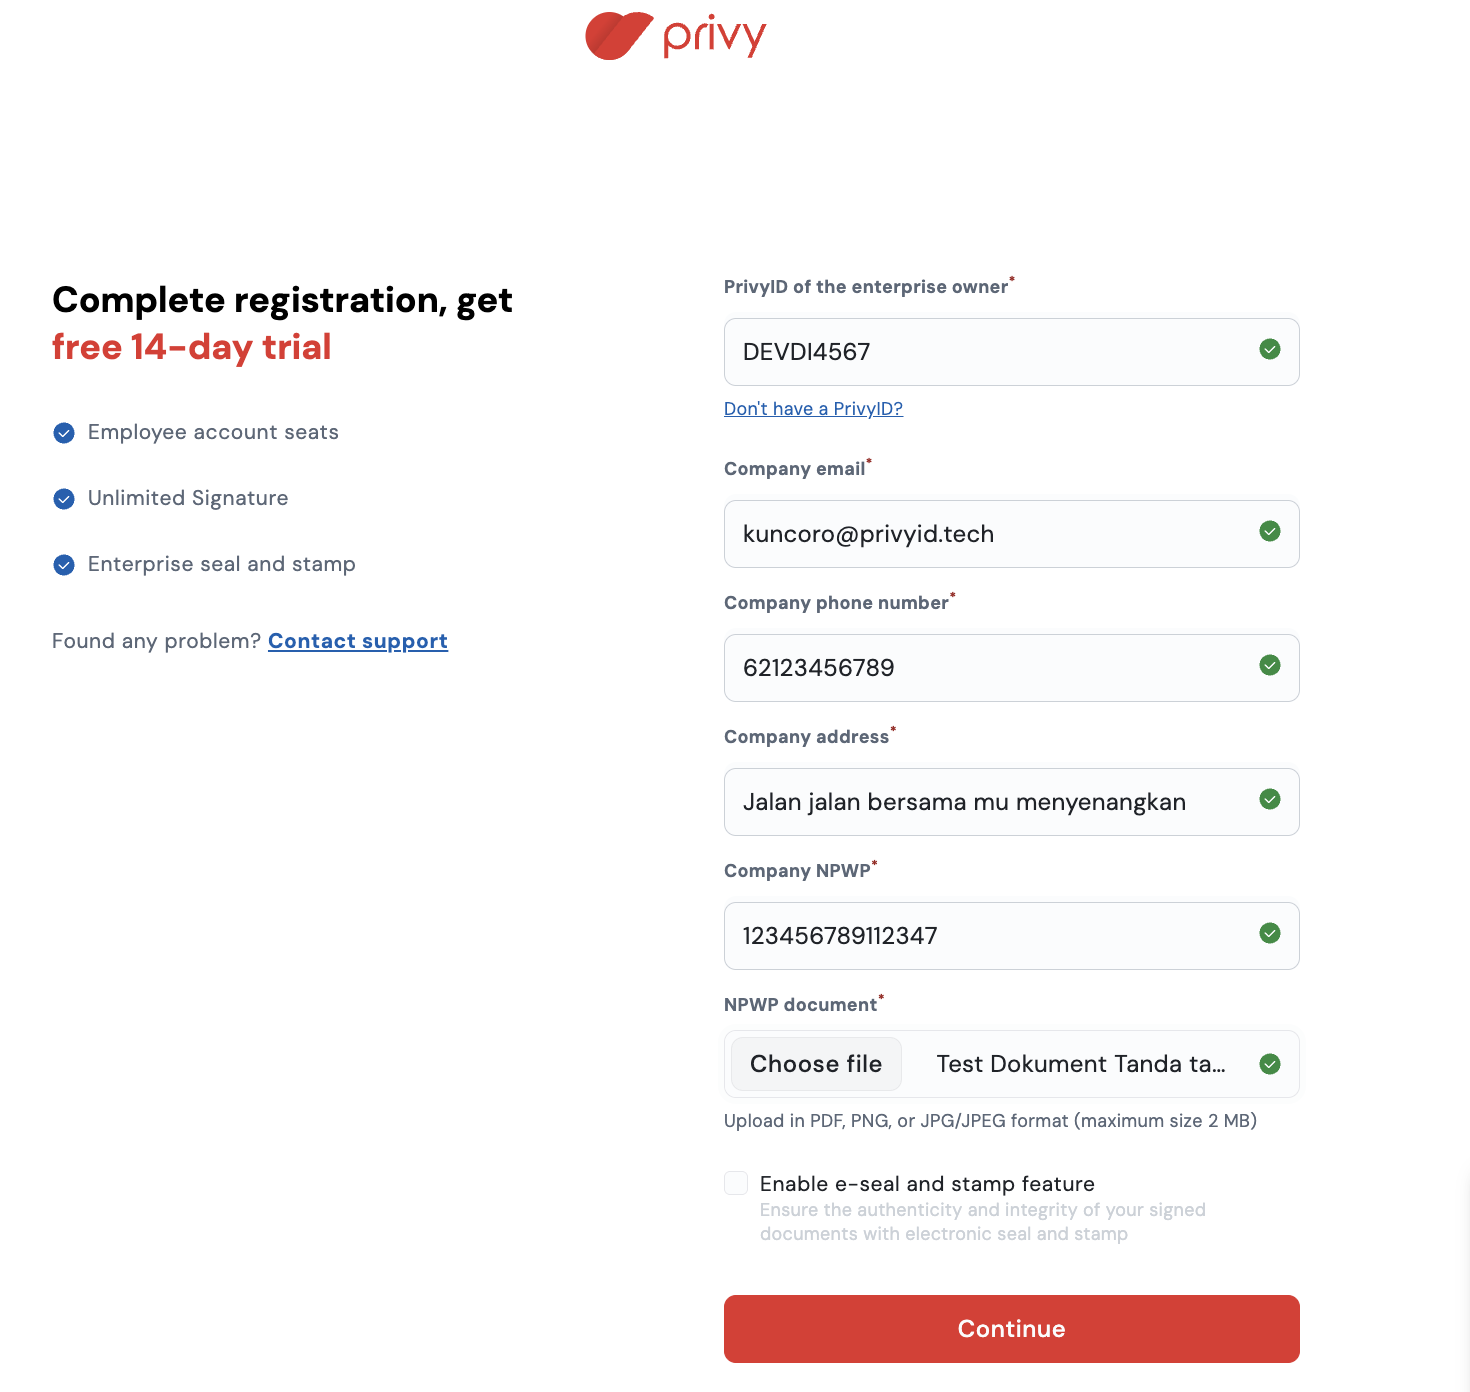 privy
Complete registration, get
free 14-day trial
Employee account seats
Unlimited Signature
Enterprise seal and stamp
Found any problem? Contact support
PrivyID of the enterprise owner*
DEVDI4567
Don't have a PrivyID?
Company email*
kuncoro@privyid.tech
Company phone number*
62123456789
Company address*
Jalan jalan bersama mu menyenangkan
Company NPWP*
123456789112347
NPWP document*
Choose file Test Dokument Tanda ta...
Upload in PDF, PNG, or JPG/JPEG format (maximum size 2 MB)
Enable e-seal and stamp feature
Ensure the authenticity and integrity of your signed
documents with electronic seal and stamp
Continue